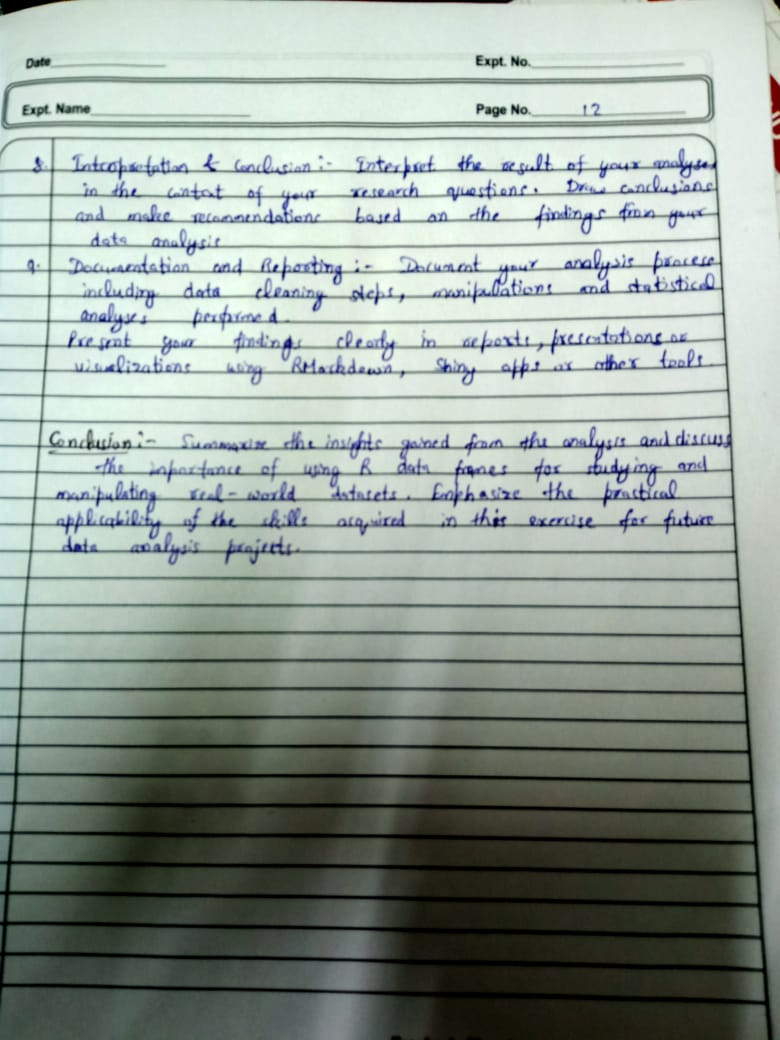 Date
Expt. No.
Expt. Name
Page No. 12
8. Interpretation & Conclusion :- Interpret the result of your analyses
in the context of your research questions. Draw conclusions
and make recommendations based on the findings from your
data analysis
9. Documentation and Reporting :- Document your analysis process
including data cleaning steps, manipulations and statistical
analyses performed.
Present your findings clearly in reports, presentations or
visualizations using RMarkdown, Shiny apps or other tools.
Conclusion :- Summarize the insights gained from the analysis and discuss
the importance of using R data frames for studying and
manipulating real-world datasets. Emphasize the practical
applicability of the skills acquired in this exercise for future
data analysis projects.